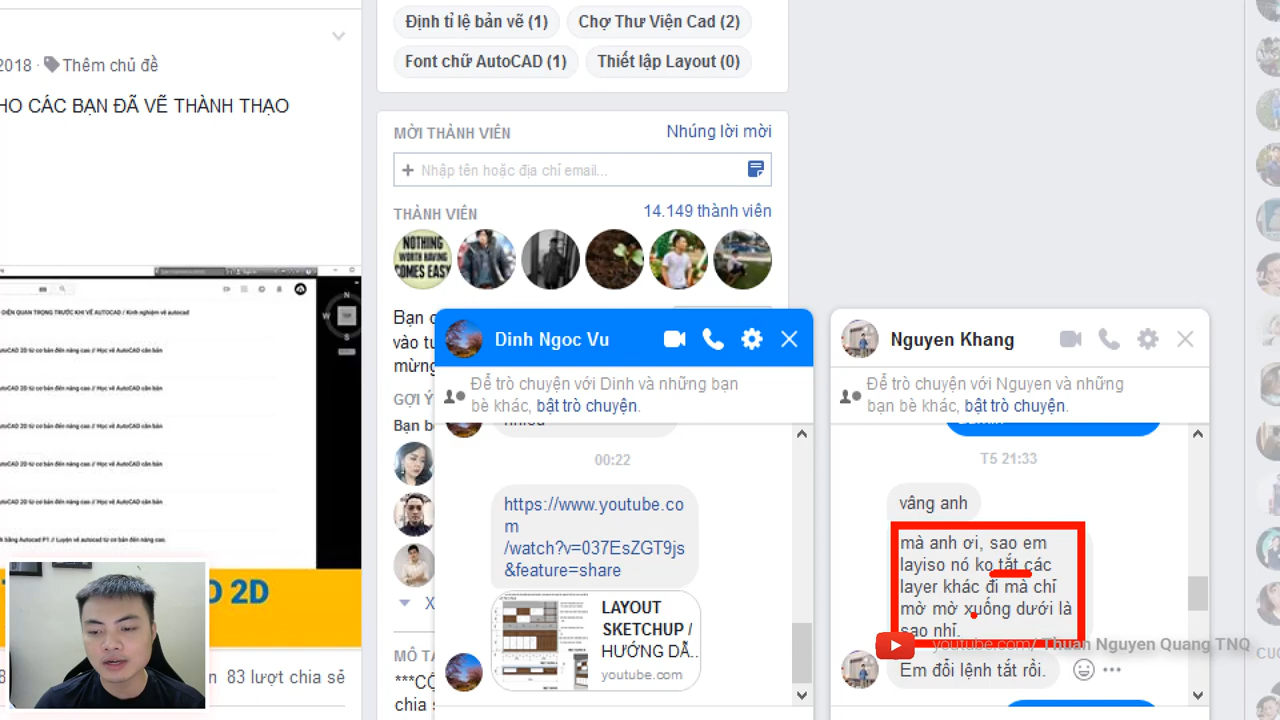 Định tỉ lệ bản vẽ (1)
Chợ Thư Viện Cad (2)
Font chữ AutoCAD (1)
Thiết lập Layout (0)
2018 · Thêm chủ đề
HO CÁC BẠN ĐÃ VẼ THÀNH THẠO
MỜI THÀNH VIÊN
Nhúng lời mời
+ Nhập tên hoặc địa chỉ email...
THÀNH VIÊN
14.149 thành viên
NOTHING
WORTH HAVING
COMES EASY
Bạn c
vào tư
mừng
GỢI Ý
Bạn b
X
MÔ TẢ
chia s
D 2D
n 83 lượt chia sẻ
Dinh Ngoc Vu
Để trò chuyện với Dinh và những bạn
bè khác, bật trò chuyện.
nhiều
00:22
https://www.youtube.co
m
/watch?v=037EsZGT9js
&feature=share
LAYOUT
SKETCHUP /
HƯỚNG DẪ...
youtube.com
Nguyen Khang
Để trò chuyện với Nguyen và những
bạn bè khác, bật trò chuyện.
T5 21:33
vâng anh
mà anh ơi, sao em
layiso nó ko tắt các
layer khác đi mà chỉ
mờ mờ xuống dưới là
sao nhỉ.
youtube.com/ Thuan Nguyen Quang TNQ
Em đổi lệnh tắt rồi.